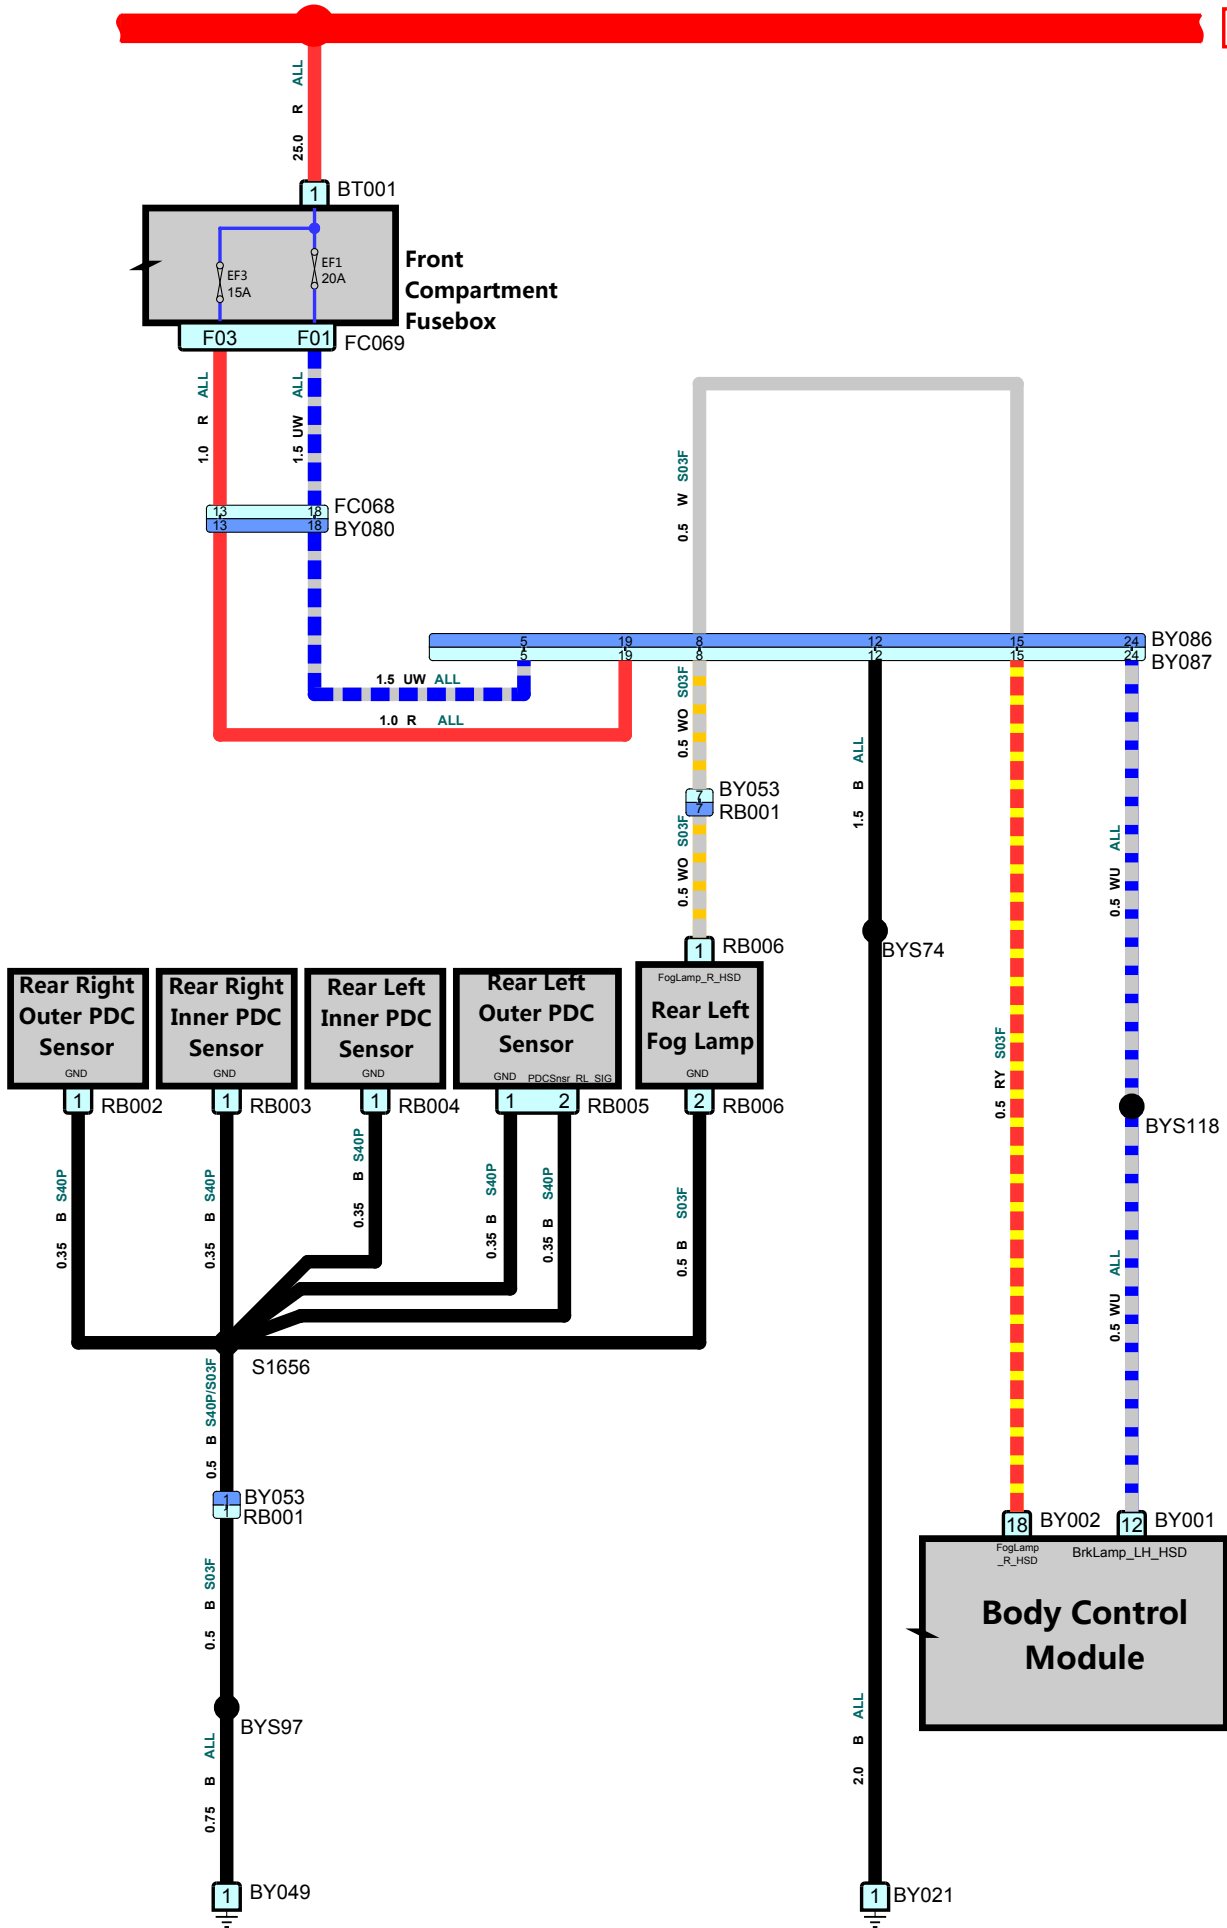 25.0 R ALL
1 BT001
EF3
15A
EF1
20A
Front
Compartment
Fusebox
F03 F01 FC069
1.0 R ALL
1.5 UW ALL
13 18 FC068
13 18 BY080
0.5 W S03F
5 19 8 12 15 24 BY086
5 19 8 12 15 24 BY087
1.5 UW ALL
1.0 R ALL
0.5 WO S03F
7 BY053
7 RB001
0.5 WO S03F
1.5 B ALL
0.5 WU ALL
1 RB006
BYS74
Rear Right
Outer PDC
Sensor
GND
Rear Right
Inner PDC
Sensor
GND
Rear Left
Inner PDC
Sensor
GND
Rear Left
Outer PDC
Sensor
GND PDCSnsr_RL_SIG
FogLamp_R_HSD
Rear Left
Fog Lamp
GND
1 RB002
1 RB003
1 RB004
1 2 RB005
2 RB006
0.5 RY S03F
BYS118
0.35 B S40P
0.35 B S40P
0.35 B S40P
0.35 B S40P
0.35 B S40P
0.5 B S03F
0.5 WU ALL
S1656
0.5 B S40P/S03F
1 BY053
1 RB001
18 BY002
12 BY001
FogLamp
_R_HSD
BrkLamp_LH_HSD
Body Control
Module
0.5 B S03F
BYS97
0.75 B ALL
2.0 B ALL
1 BY049
1 BY021